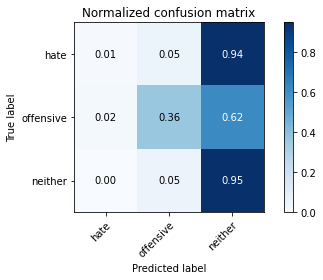 Normalized confusion matrix
True label
hate
0.01 0.05 0.94
offensive
0.02 0.36 0.62
neither
0.00 0.05 0.95
hate
offensive
neither
Predicted label
0.8
0.6
0.4
0.2
0.0